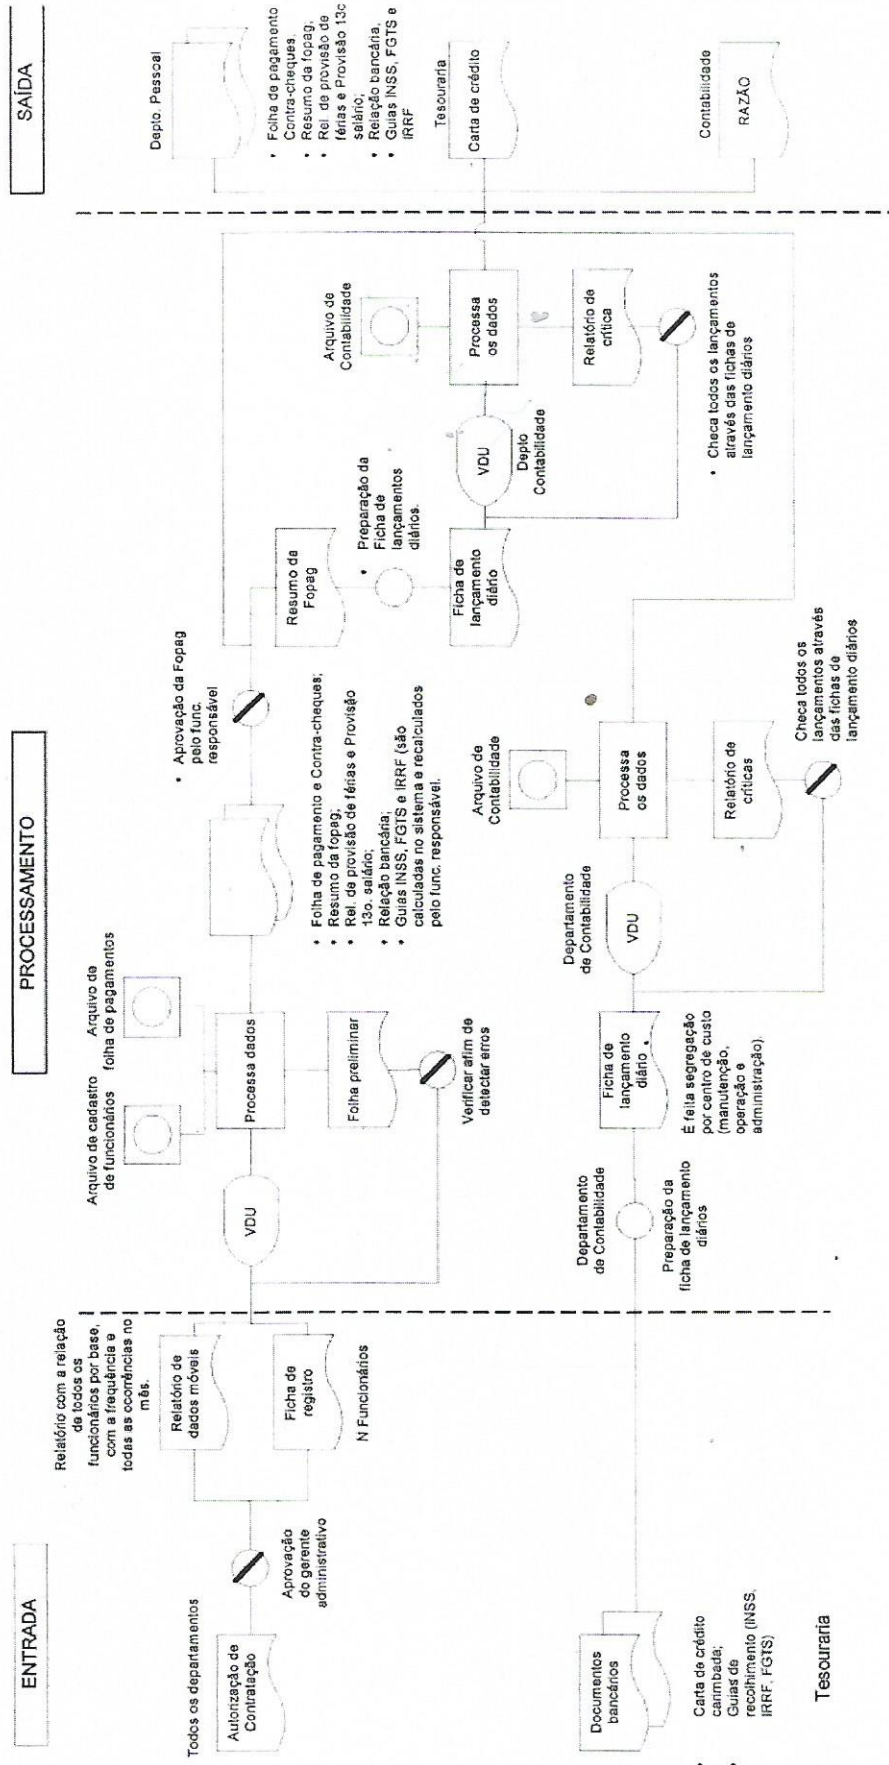 ENTRADA
PROCESSAMENTO
SAÍDA
Todos os departamentos
Autorização de
Contratação
Aprovação
do gerente
administrativo
Relatório com a relação
de todos os
funcionários por base,
com a frequência e
todas as ocorrências no
mês.
Relatório de
dados móveis
Ficha de
registro
N Funcionários
Documentos
bancários
• Carta de crédito
carimbada;
• Guias de
recolhimento (INSS,
IRRF, FGTS)
Tesouraria
Arquivo de cadastro
de funcionários
Arquivo de
folha de pagamentos
VDU
Processa dados
Folha preliminar
Verificar afim de
detectar erros
• Folha de pagamento e Contra-cheques;
• Resumo da fopag;
• Rel. de provisão de férias e Provisão
13o. salário;
• Relação bancária;
• Guias INSS, FGTS e IRRF (são
calculadas no sistema e recalculados
pelo func. responsável.
• Aprovação da Fopag
pelo func.
responsável
Resumo da
Fopag
• Preparação da
Ficha de
lançamentos
diários.
Ficha de
lançamento
diário
VDU
Depto
Contabilidade
Arquivo de
Contabilidade
Processa
os dados
Relatório de
crítica
• Checa todos os lançamentos
através das fichas de
lançamento diários
Departamento
de Contabilidade
Preparação da
ficha de lançamento
diários
Ficha de
lançamento
diário
É feita segregação
por centro de custo
(manutenção,
operação e
administração).
Departamento
de Contabilidade
VDU
Arquivo de
Contabilidade
Processa
os dados
Relatório de
críticas
Checa todos os
lançamentos através
das fichas de
lançamento diários
Depto. Pessoal
• Folha de pagamento
Contra-cheques,
• Resumo da fopag;
• Rel. de provisão de
férias e Provisão 13o
salário;
• Relação bancária,
• Guias INSS, FGTS e
IRRF
Tesouraria
Carta de crédito
Contabilidade
RAZÃO